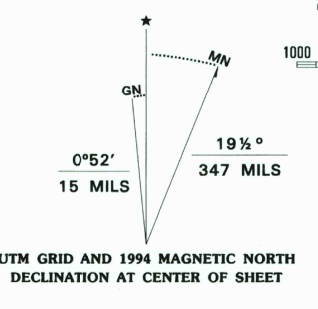 ★
MN
1000
GN
0°52'
15 MILS
19½°
347 MILS
UTM GRID AND 1994 MAGNETIC NORTH
DECLINATION AT CENTER OF SHEET